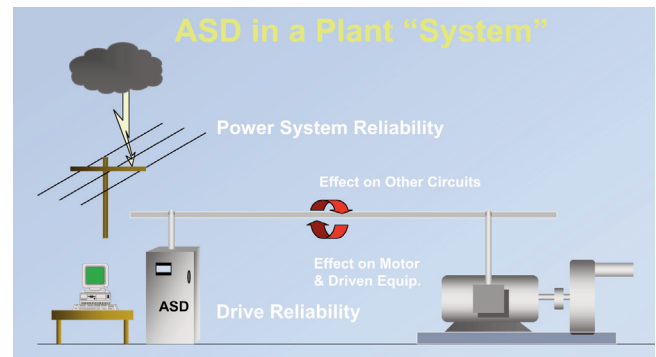 ASD in a Plant “System”
Power System Reliability
Effect on Other Circuits
Effect on Motor
& Driven Equip.
ASD
Drive Reliability